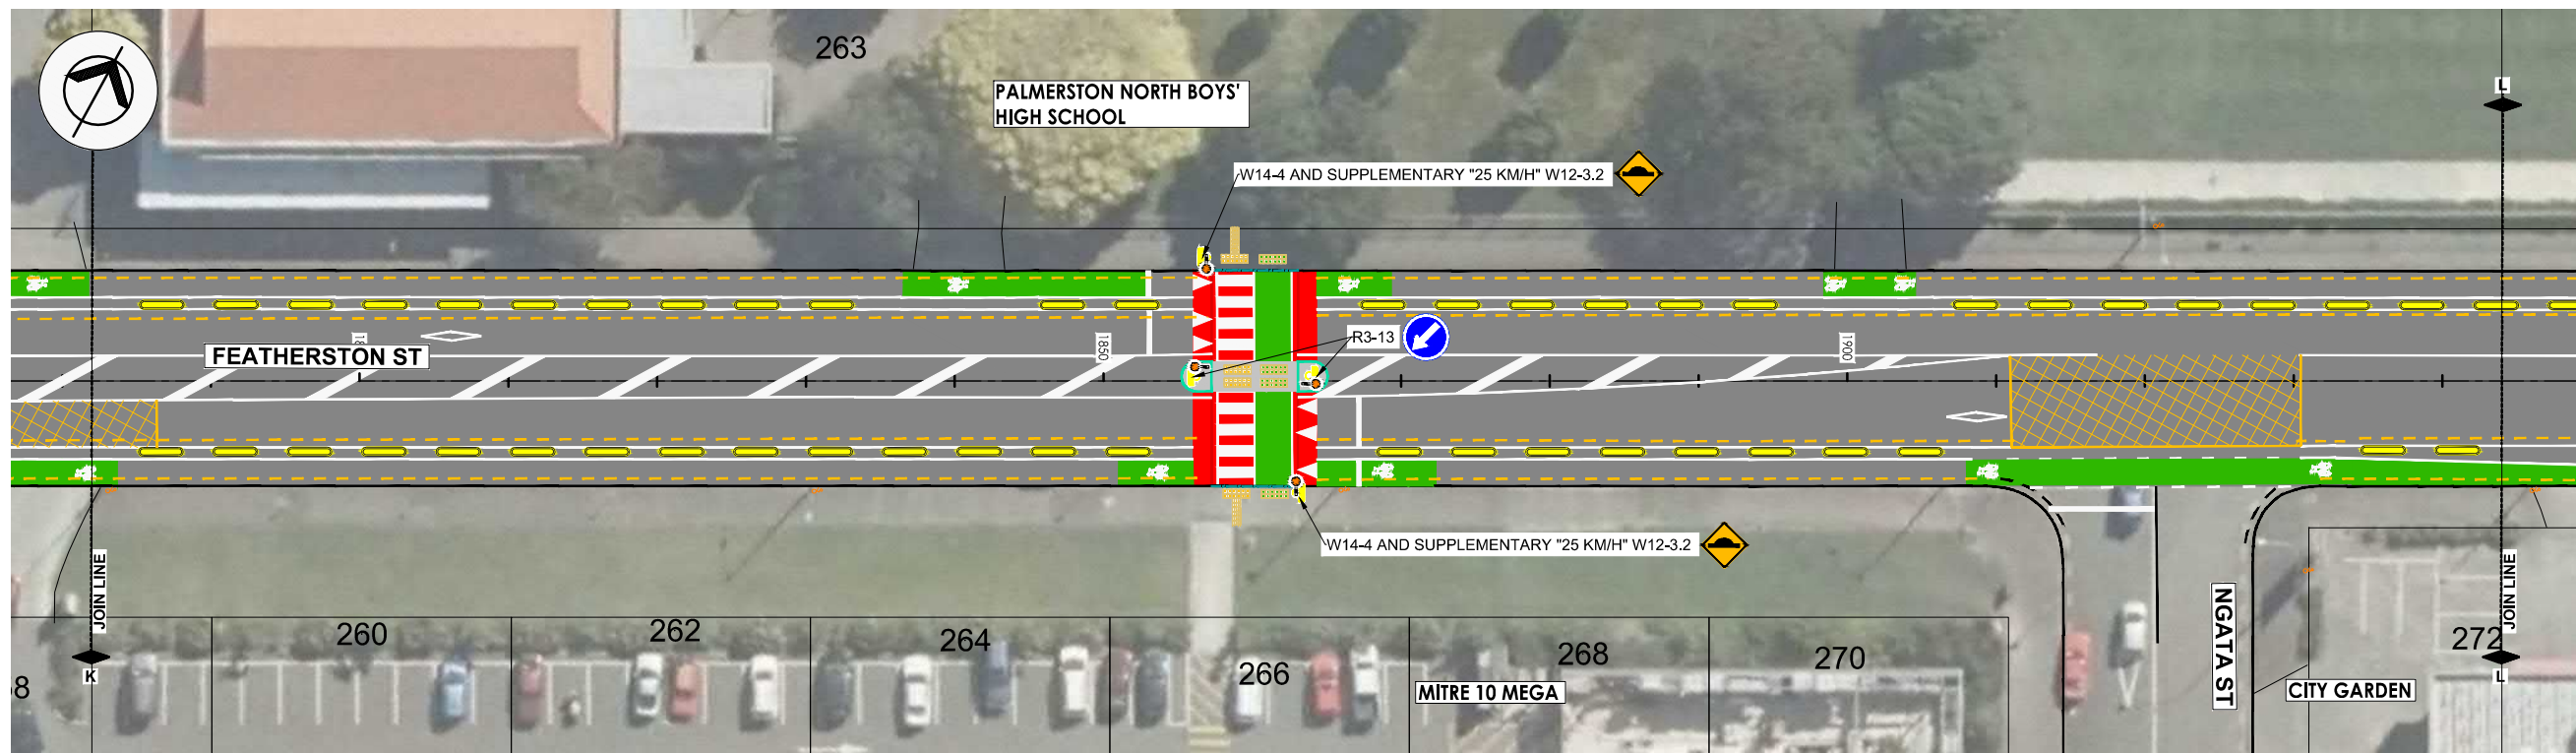 263
PALMERSTON NORTH BOYS'
HIGH SCHOOL
L
W14-4 AND SUPPLEMENTARY "25 KM/H" W12-3.2
FEATHERSTON ST
1850
R3-13
1900
W14-4 AND SUPPLEMENTARY "25 KM/H" W12-3.2
JOIN LINE
K
260
262
264
266
268
270
MITRE 10 MEGA
NGATA ST
CITY GARDEN
272
JOIN LINE
L